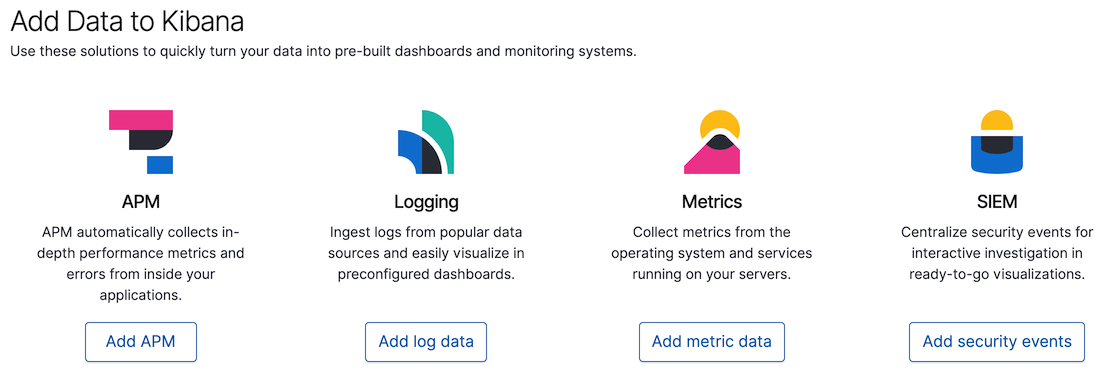 Add Data to Kibana
Use these solutions to quickly turn your data into pre-built dashboards and monitoring systems.
APM
APM automatically collects in-
depth performance metrics and
errors from inside your
applications.
Add APM
Logging
Ingest logs from popular data
sources and easily visualize in
preconfigured dashboards.
Add log data
Metrics
Collect metrics from the
operating system and services
running on your servers.
Add metric data
SIEM
Centralize security events for
interactive investigation in
ready-to-go visualizations.
Add security events